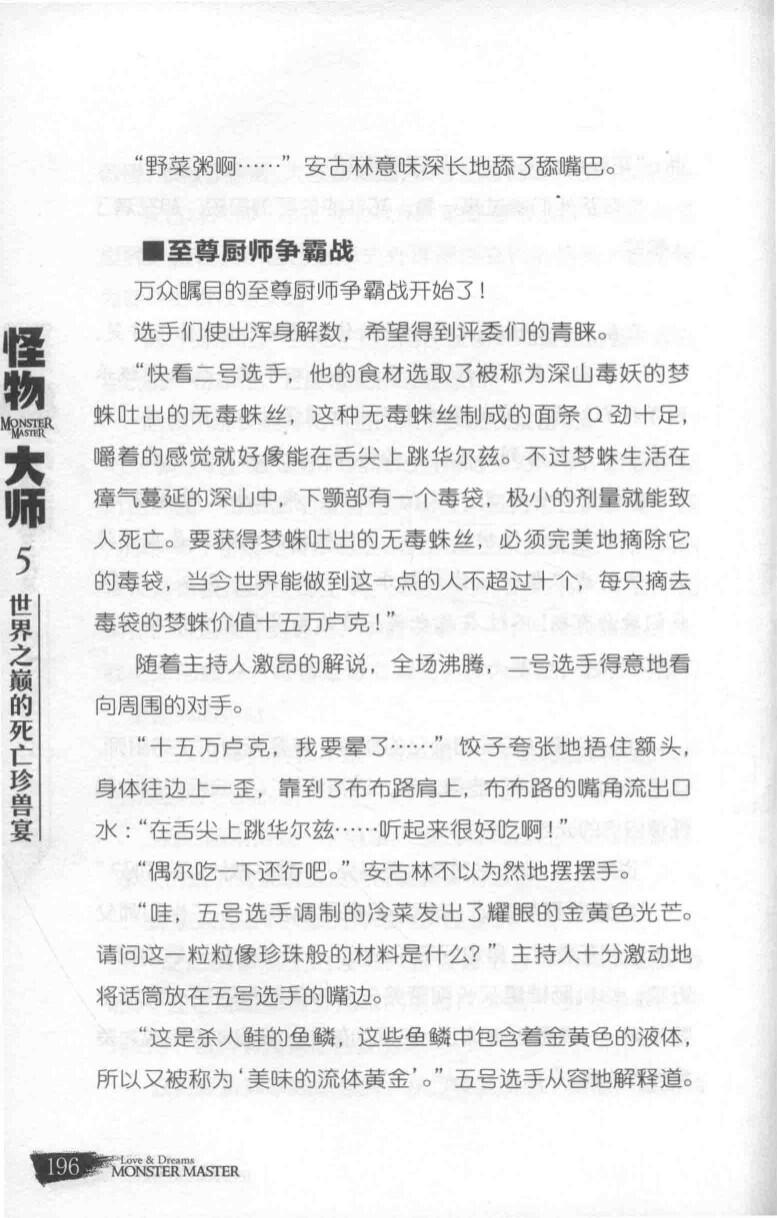 “野菜粥啊……”安古林意味深长地舔了舔嘴巴。
■至尊厨师争霸战
万众瞩目的至尊厨师争霸战开始了！
选手们使出浑身解数，希望得到评委们的青睐。
“快看二号选手，他的食材选取了被称为深山毒妖的梦
蛛吐出的无毒蛛丝，这种无毒蛛丝制成的面条Q劲十足，
嚼着的感觉就好像能在舌尖上跳华尔兹。不过梦蛛生活在
瘴气蔓延的深山中，下颚部有一个毒袋，极小的剂量就能致
人死亡。要获得梦蛛吐出的无毒蛛丝，必须完美地摘除它
的毒袋，当今世界能做到这一点的人不超过十个，每只摘去
毒袋的梦蛛价值十五万卢克！”
随着主持人激昂的解说，全场沸腾，二号选手得意地看
向周围的对手。
“十五万卢克，我要晕了……”饺子夸张地捂住额头，
身体往边上一歪，靠到了布布路肩上，布布路的嘴角流出口
水：“在舌尖上跳华尔兹……听起来很好吃啊！”
“偶尔吃一下还行吧。”安古林不以为然地摆摆手。
“哇，五号选手调制的冷菜发出了耀眼的金黄色光芒。
请问这一粒粒像珍珠般的材料是什么？”主持人十分激动地
将话筒放在五号选手的嘴边。
“这是杀人鲑的鱼鳞，这些鱼鳞中包含着金黄色的液体，
所以又被称为‘美味的流体黄金’。”五号选手从容地解释道。
怪物
MONSTER
MASTER
大师
5
世界之巅的死亡珍兽宴
196
Love & Dreams
MONSTER MASTER